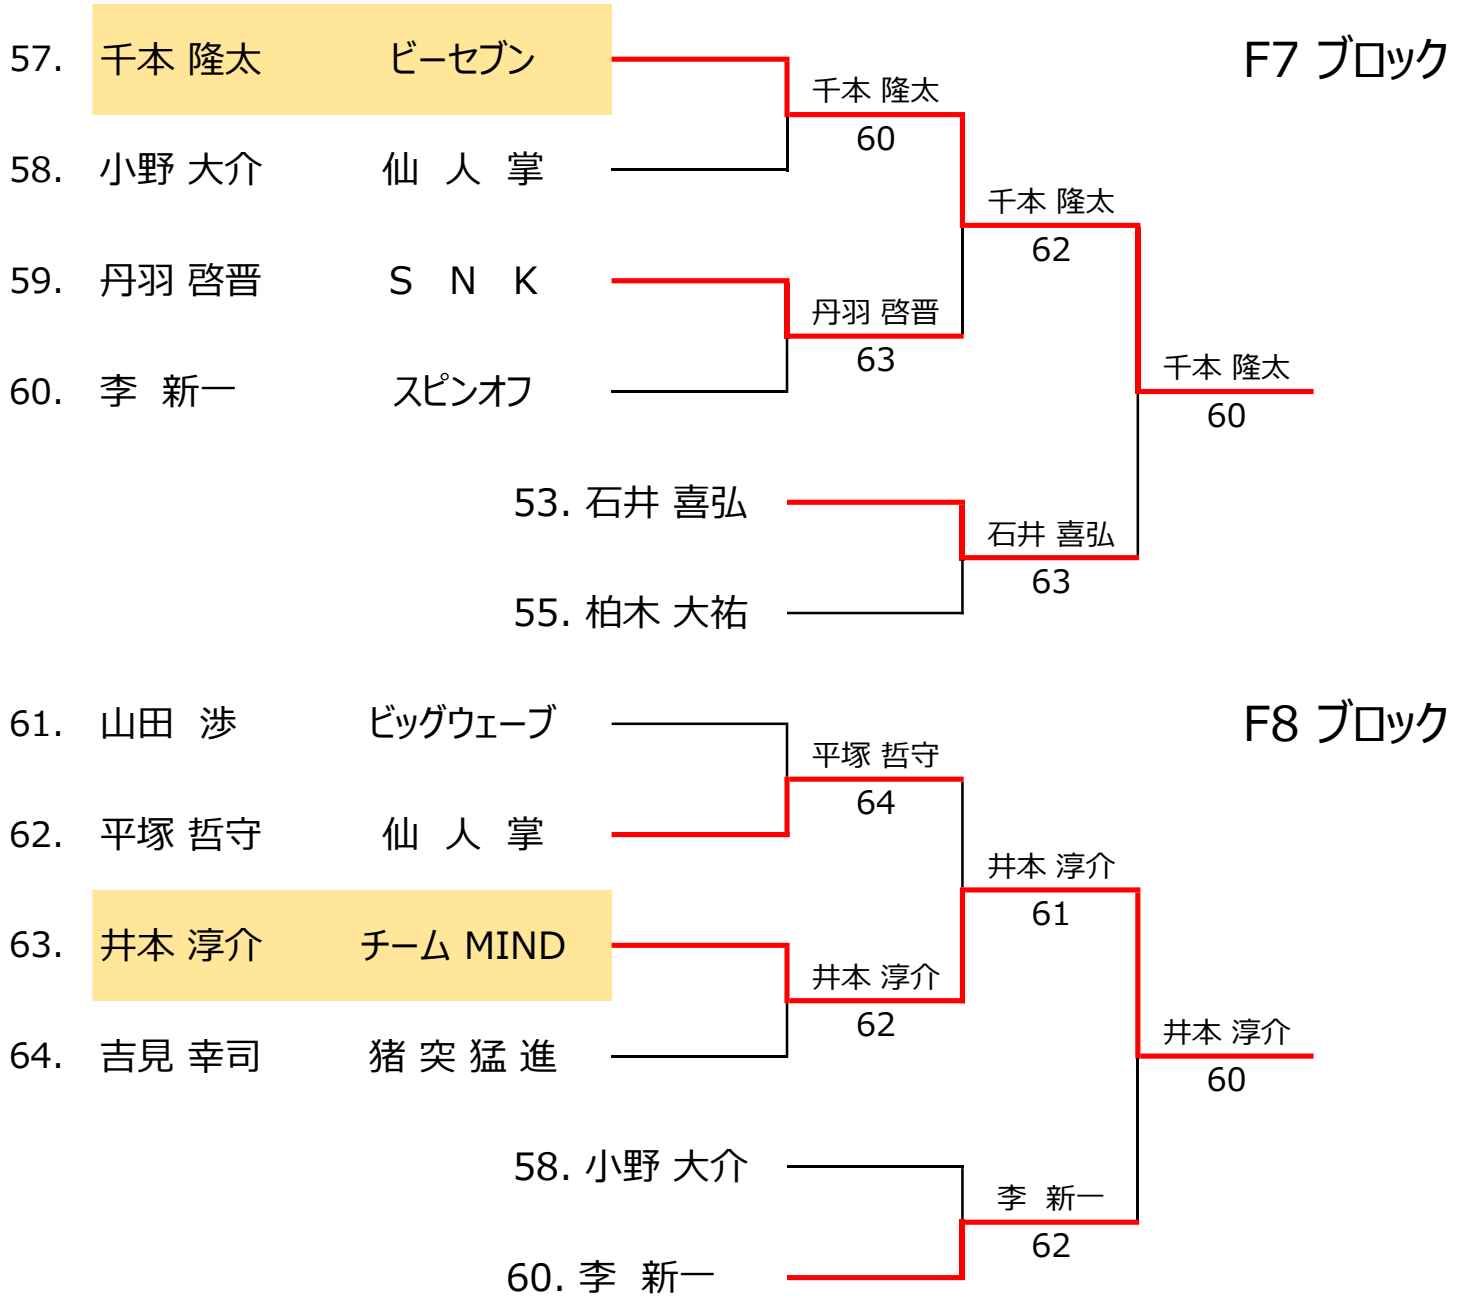 57. 千本 隆太 ビーセブン
F7 ブロック
千本 隆太
60
58. 小野 大介 仙 人 掌
千本 隆太
62
59. 丹羽 啓晋 S N K
丹羽 啓晋
63
千本 隆太
60
60. 李 新一 スピンオフ
53. 石井 喜弘
石井 喜弘
63
55. 柏木 大祐
61. 山田 渉 ビッグウェーブ
F8 ブロック
平塚 哲守
64
62. 平塚 哲守 仙 人 掌
井本 淳介
61
63. 井本 淳介 チーム MIND
井本 淳介
62
井本 淳介
60
64. 吉見 幸司 猪 突 猛 進
58. 小野 大介
李 新一
62
60. 李 新一